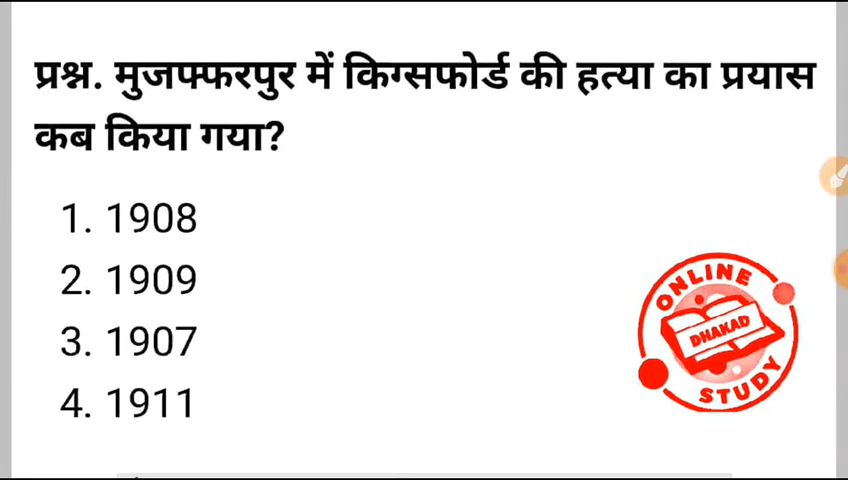 प्रश्न. मुजफ्फरपुर में किग्सफोर्ड की हत्या का प्रयास
कब किया गया?
1. 1908
2. 1909
3. 1907
4. 1911
ONLINE
DHAKAD
STUDY